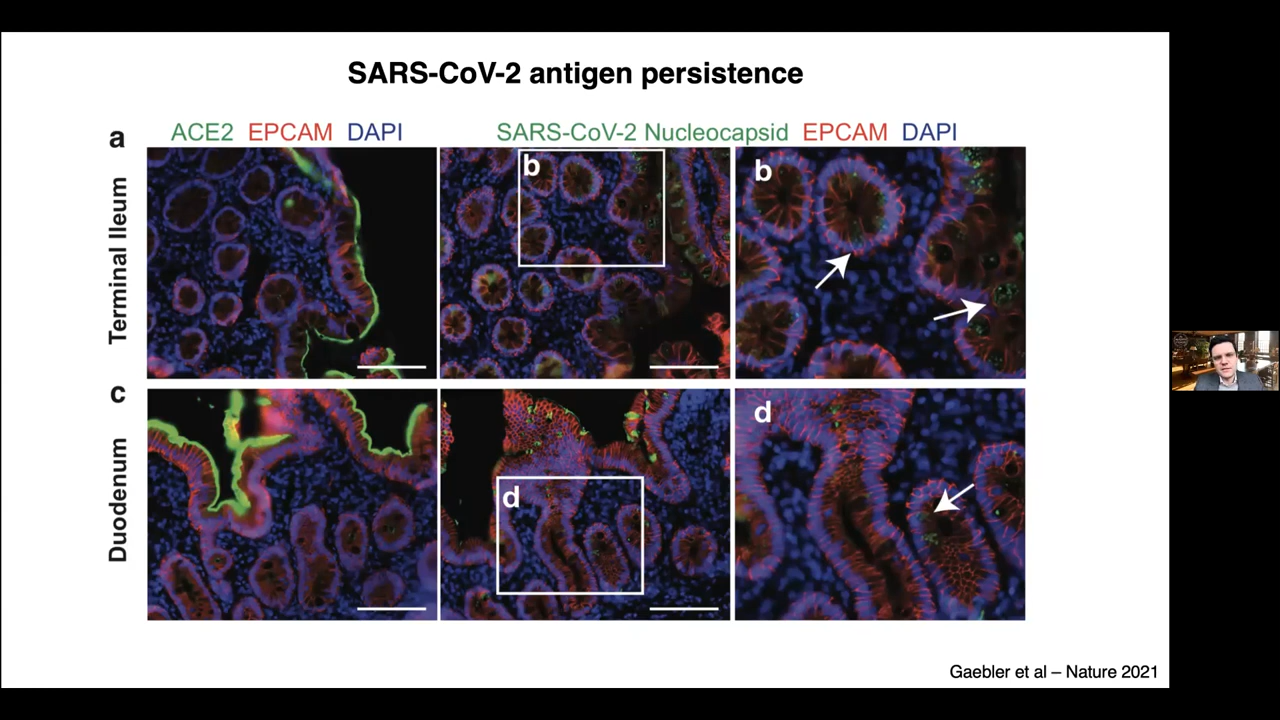 SARS-CoV-2 antigen persistence
a
ACE2 EPCAM DAPI
SARS-CoV-2 Nucleocapsid EPCAM DAPI
Terminal Ileum
b
b
c
Duodenum
d
d
Gaebler et al – Nature 2021